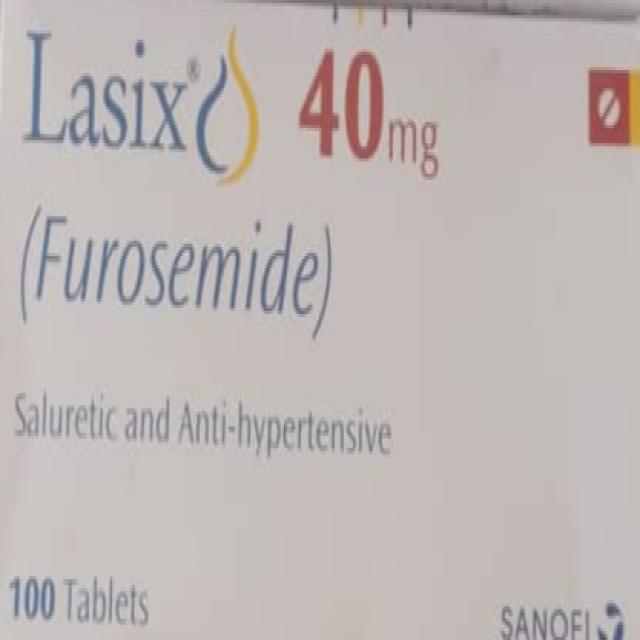 Lasix® 40mg
(Furosemide)
Saluretic and Anti-hypertensive
100 Tablets
SANOFI